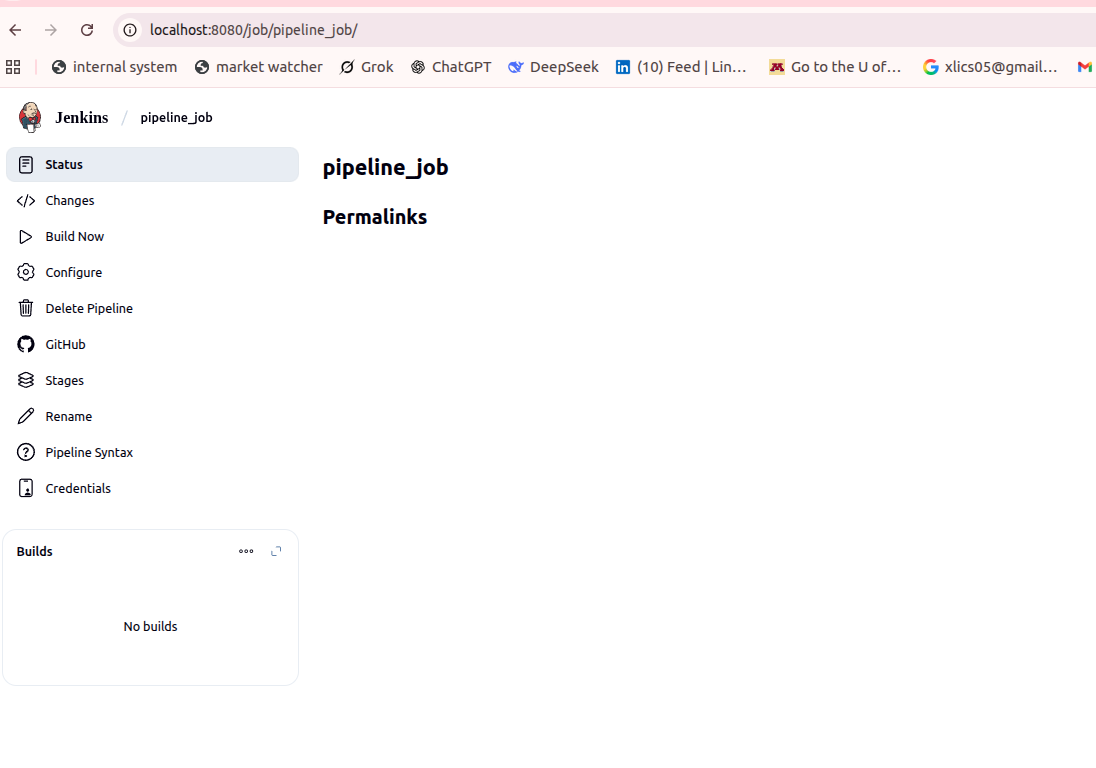 localhost:8080/job/pipeline_job/
internal system market watcher Grok ChatGPT DeepSeek (10) Feed | Lin... Go to the U of... xlics05@gmail...
Jenkins / pipeline_job
Status
Changes
Build Now
Configure
Delete Pipeline
GitHub
Stages
Rename
Pipeline Syntax
Credentials
Builds
No builds
pipeline_job
Permalinks